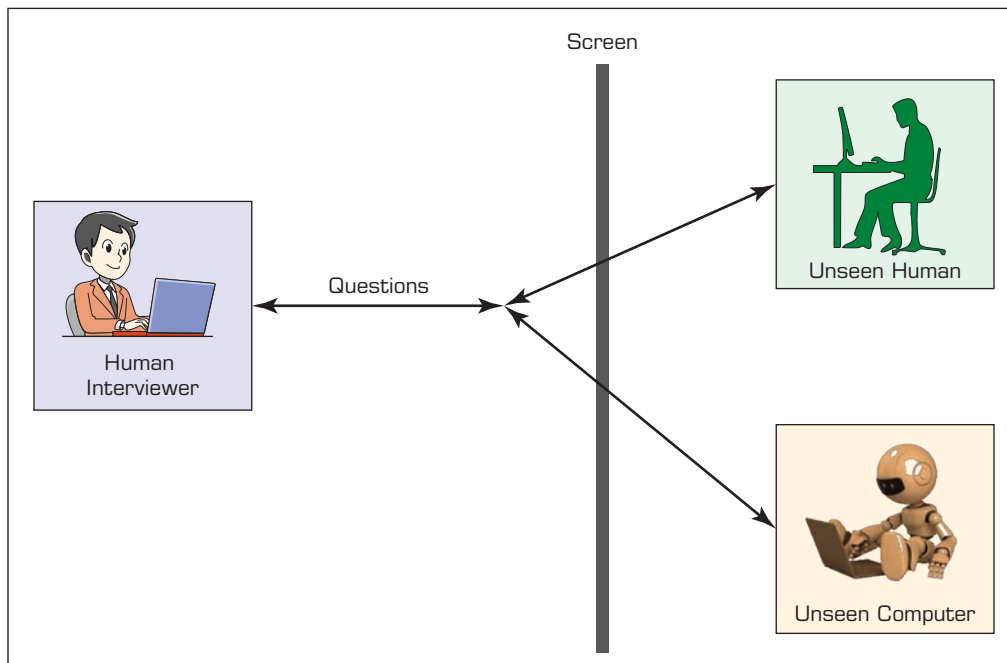 Screen
Unseen Human
Questions
Human
Interviewer
Unseen Computer